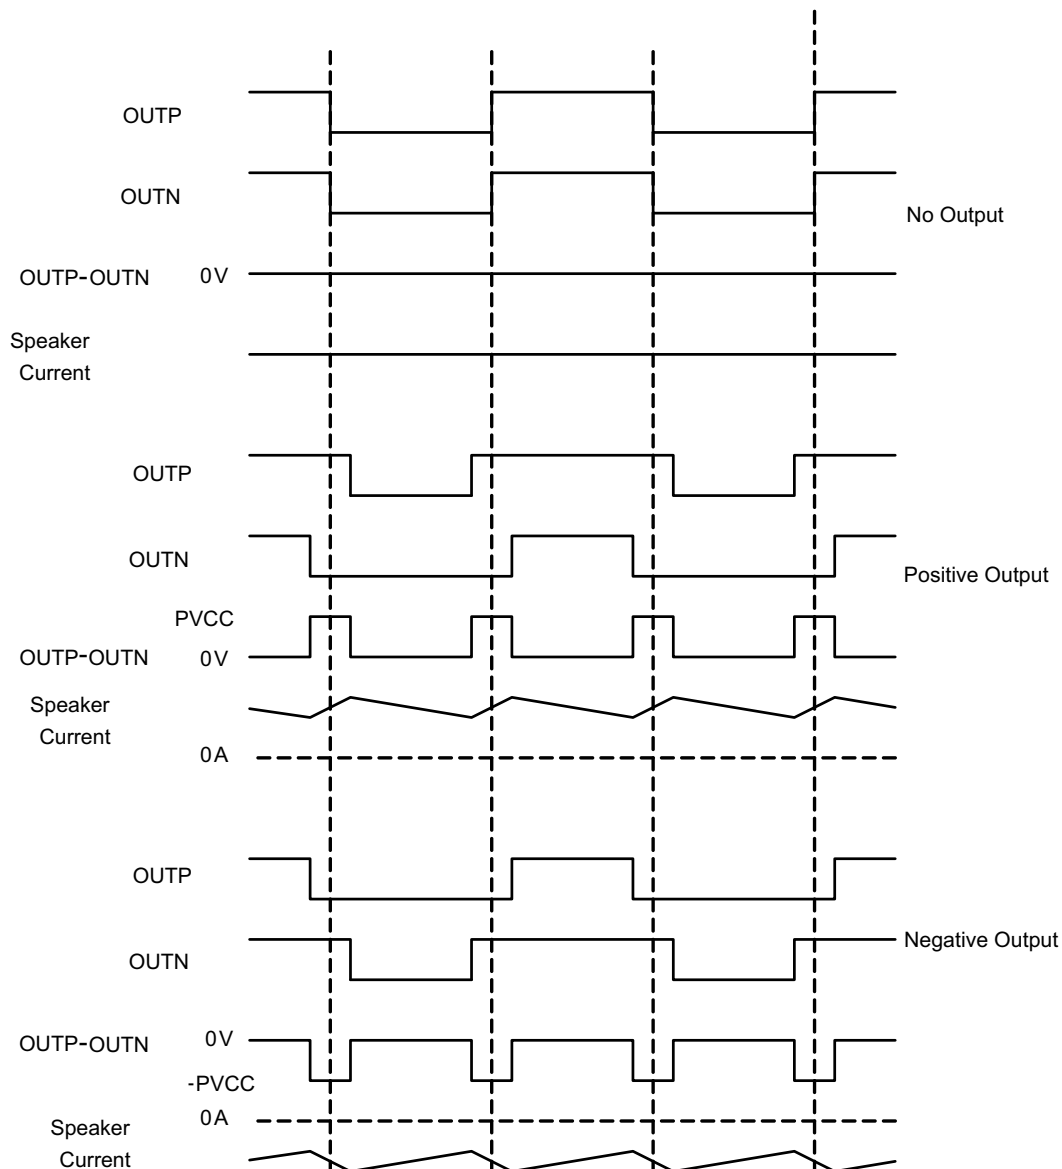 OUTP
OUTN
No Output
OUTP-OUTN 0V
Speaker
Current
OUTP
OUTN
Positive Output
PVCC
OUTP-OUTN 0V
Speaker
Current
0A
OUTP
Negative Output
OUTN
OUTP-OUTN 0V
-PVCC
0A
Speaker
Current